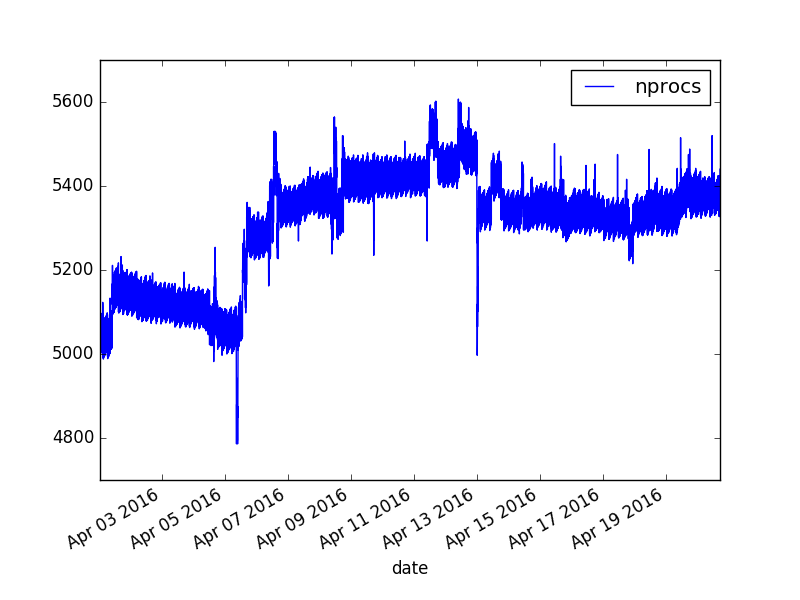 nprocs
5600
5400
5200
5000
4800
Apr 03 2016
Apr 05 2016
Apr 07 2016
Apr 09 2016
Apr 11 2016
Apr 13 2016
Apr 15 2016
Apr 17 2016
Apr 19 2016
date